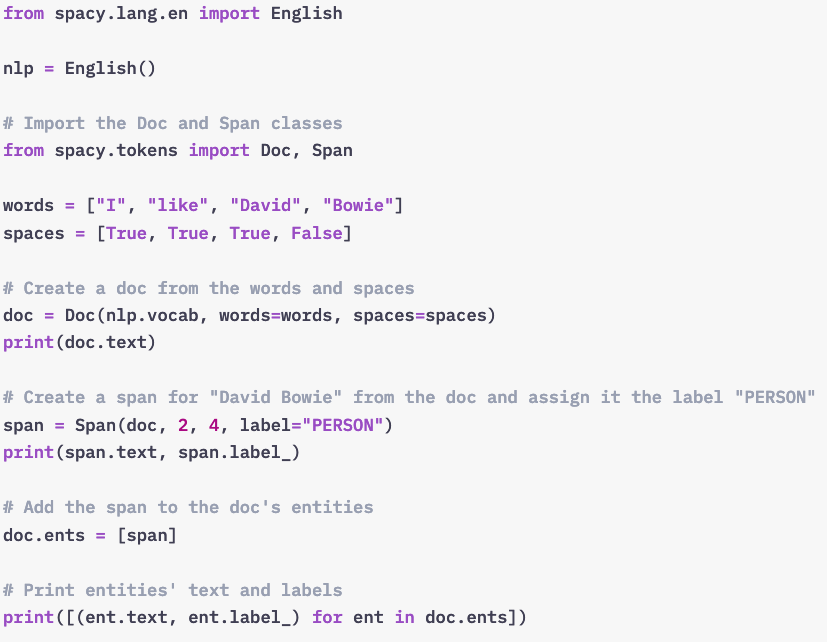 from spacy.lang.en import English
nlp = English()
# Import the Doc and Span classes
from spacy.tokens import Doc, Span
words = ["I", "like", "David", "Bowie"]
spaces = [True, True, True, False]
# Create a doc from the words and spaces
doc = Doc(nlp.vocab, words=words, spaces=spaces)
print(doc.text)
# Create a span for "David Bowie" from the doc and assign it the label "PERSON"
span = Span(doc, 2, 4, label="PERSON")
print(span.text, span.label_)
# Add the span to the doc's entities
doc.ents = [span]
# Print entities' text and labels
print([(ent.text, ent.label_) for ent in doc.ents])